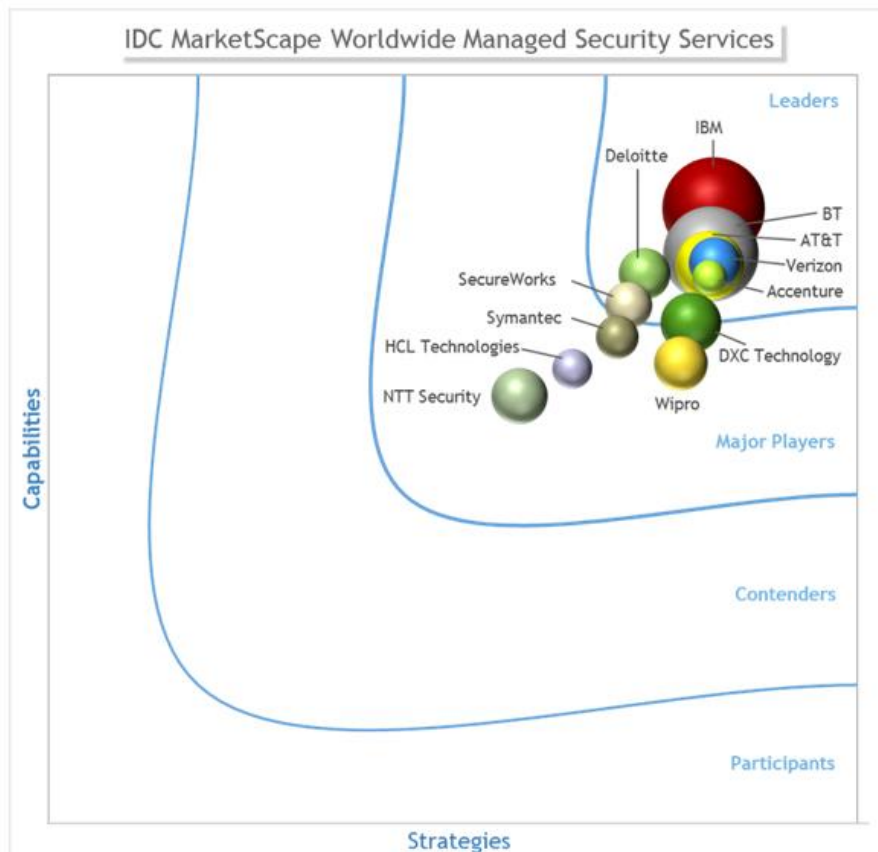 IDC MarketScape Worldwide Managed Security Services
Leaders
IBM
Deloitte
BT
AT&T
Verizon
SecureWorks
Accenture
Symantec
HCL Technologies
DXC Technology
NTT Security
Wipro
Major Players
Capabilities
Contenders
Participants
Strategies